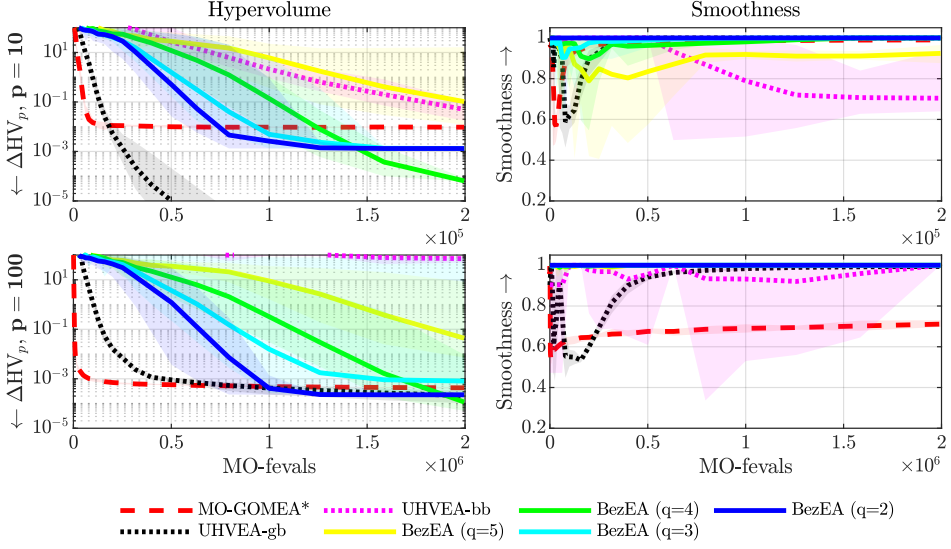 Hypervolume
Smoothness
← ΔHV_p, p = 10
10^1
10^-1
10^-3
10^-5
0 0.5 1 1.5 2
×10^5
Smoothness →
1
0.8
0.6
0.4
0.2
0 0.5 1 1.5 2
×10^5
← ΔHV_p, p = 100
10^1
10^-1
10^-3
10^-5
0 0.5 1 1.5 2
MO-fevals ×10^6
Smoothness →
1
0.8
0.6
0.4
0.2
0 0.5 1 1.5 2
MO-fevals ×10^6
MO-GOMEA* UHVEA-bb BezEA (q=4) BezEA (q=2)
UHVEA-gb BezEA (q=5) BezEA (q=3)